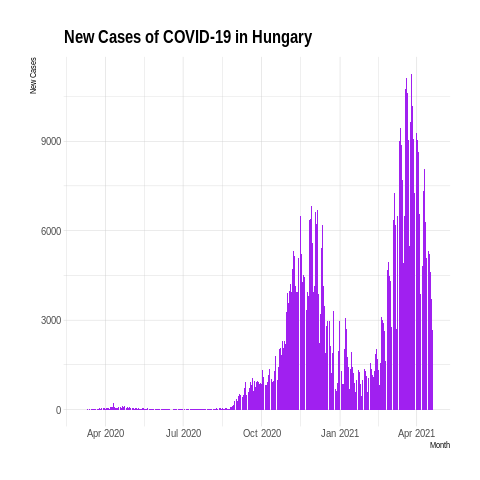 New Cases of COVID-19 in Hungary
New Cases
9000
6000
3000
0
Apr 2020 Jul 2020 Oct 2020 Jan 2021 Apr 2021
Month